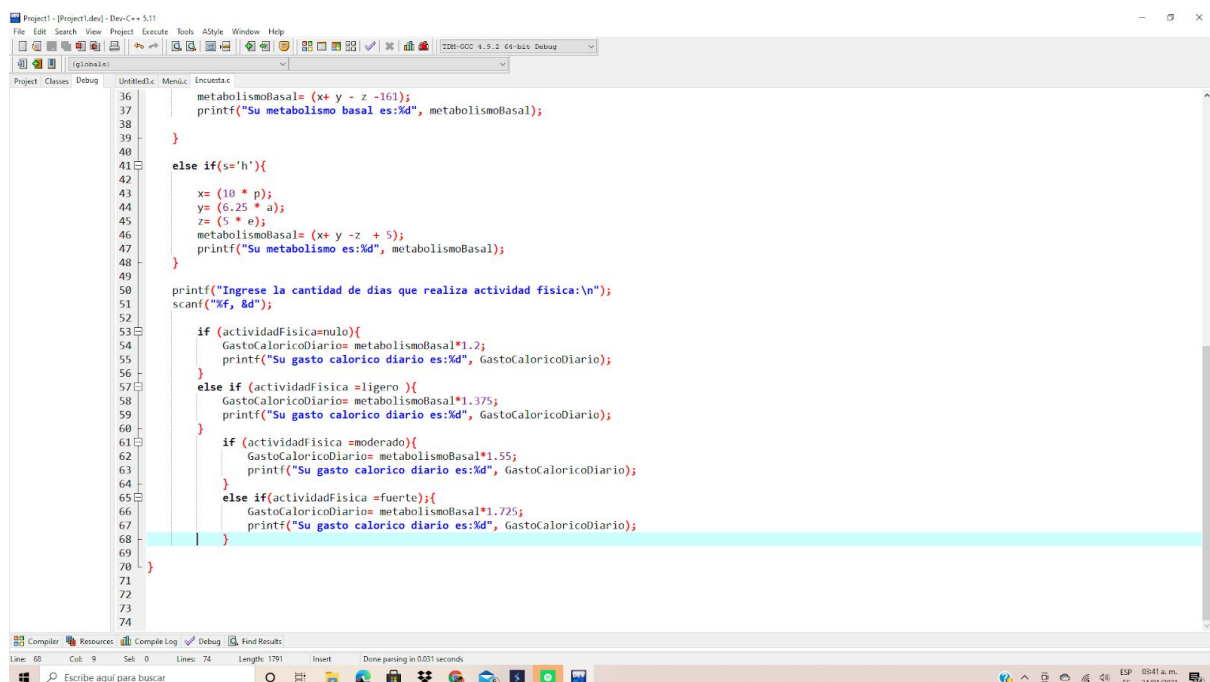 Project1 - [Project1.dev] - Dev-C++ 5.11
File Edit Search View Project Execute Tools AStyle Window Help
TDM-GCC 4.9.2 64-bit Debug
(globals)
Project Classes Debug Untitled3.c Menú.c Encuesta.c
36 metabolismoBasal= (x+ y - z -161);
37 printf("Su metabolismo basal es:%d", metabolismoBasal);
38
39 }
40
41 else if(s='h'){
42
43 x= (10 * p);
44 y= (6.25 * a);
45 z= (5 * e);
46 metabolismoBasal= (x+ y -z + 5);
47 printf("Su metabolismo es:%d", metabolismoBasal);
48 }
49
50 printf("Ingrese la cantidad de dias que realiza actividad fisica:\n");
51 scanf("%f, &d");
52
53 if (actividadFisica=nulo){
54 GastoCaloricoDiario= metabolismoBasal*1.2;
55 printf("Su gasto calorico diario es:%d", GastoCaloricoDiario);
56 }
57 else if (actividadFisica =ligero ){
58 GastoCaloricoDiario= metabolismoBasal*1.375;
59 printf("Su gasto calorico diario es:%d", GastoCaloricoDiario);
60 }
61 if (actividadFisica =moderado){
62 GastoCaloricoDiario= metabolismoBasal*1.55;
63 printf("Su gasto calorico diario es:%d", GastoCaloricoDiario);
64 }
65 else if(actividadFisica =fuerte);{
66 GastoCaloricoDiario= metabolismoBasal*1.725;
67 printf("Su gasto calorico diario es:%d", GastoCaloricoDiario);
68 }
69
70 }
71
72
73
74
Compiler Resources Compile Log Debug Find Results
Line: 68 Col: 9 Sel: 0 Lines: 74 Length: 1791 Insert Done parsing in 0.031 seconds
Escribe aquí para buscar
ESP 03:41 a. m.